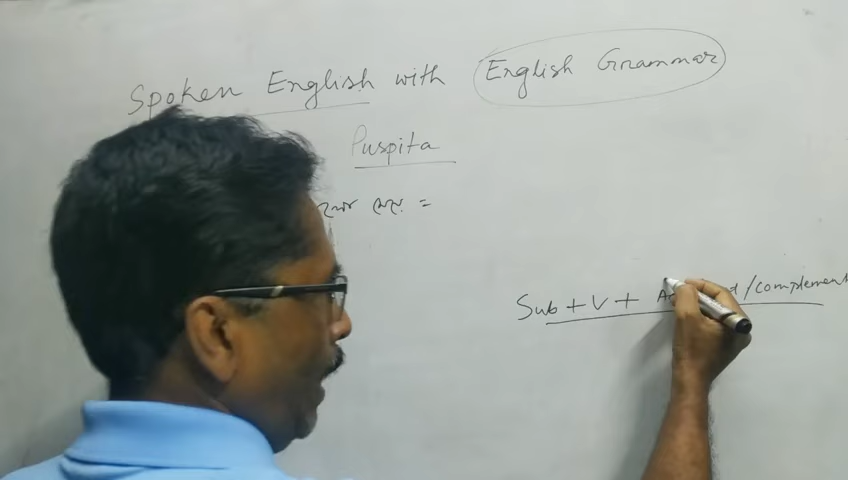 Spoken English with English Grammar
Puspita
=
Sub + V + /complement